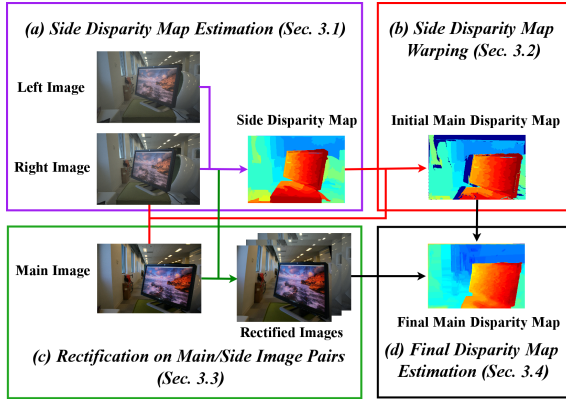 (a) Side Disparity Map Estimation (Sec. 3.1)
Left Image
Right Image
Side Disparity Map
(b) Side Disparity Map
Warping (Sec. 3.2)
Initial Main Disparity Map
Main Image
Rectified Images
(c) Rectification on Main/Side Image Pairs
(Sec. 3.3)
Final Main Disparity Map
(d) Final Disparity Map
Estimation (Sec. 3.4)